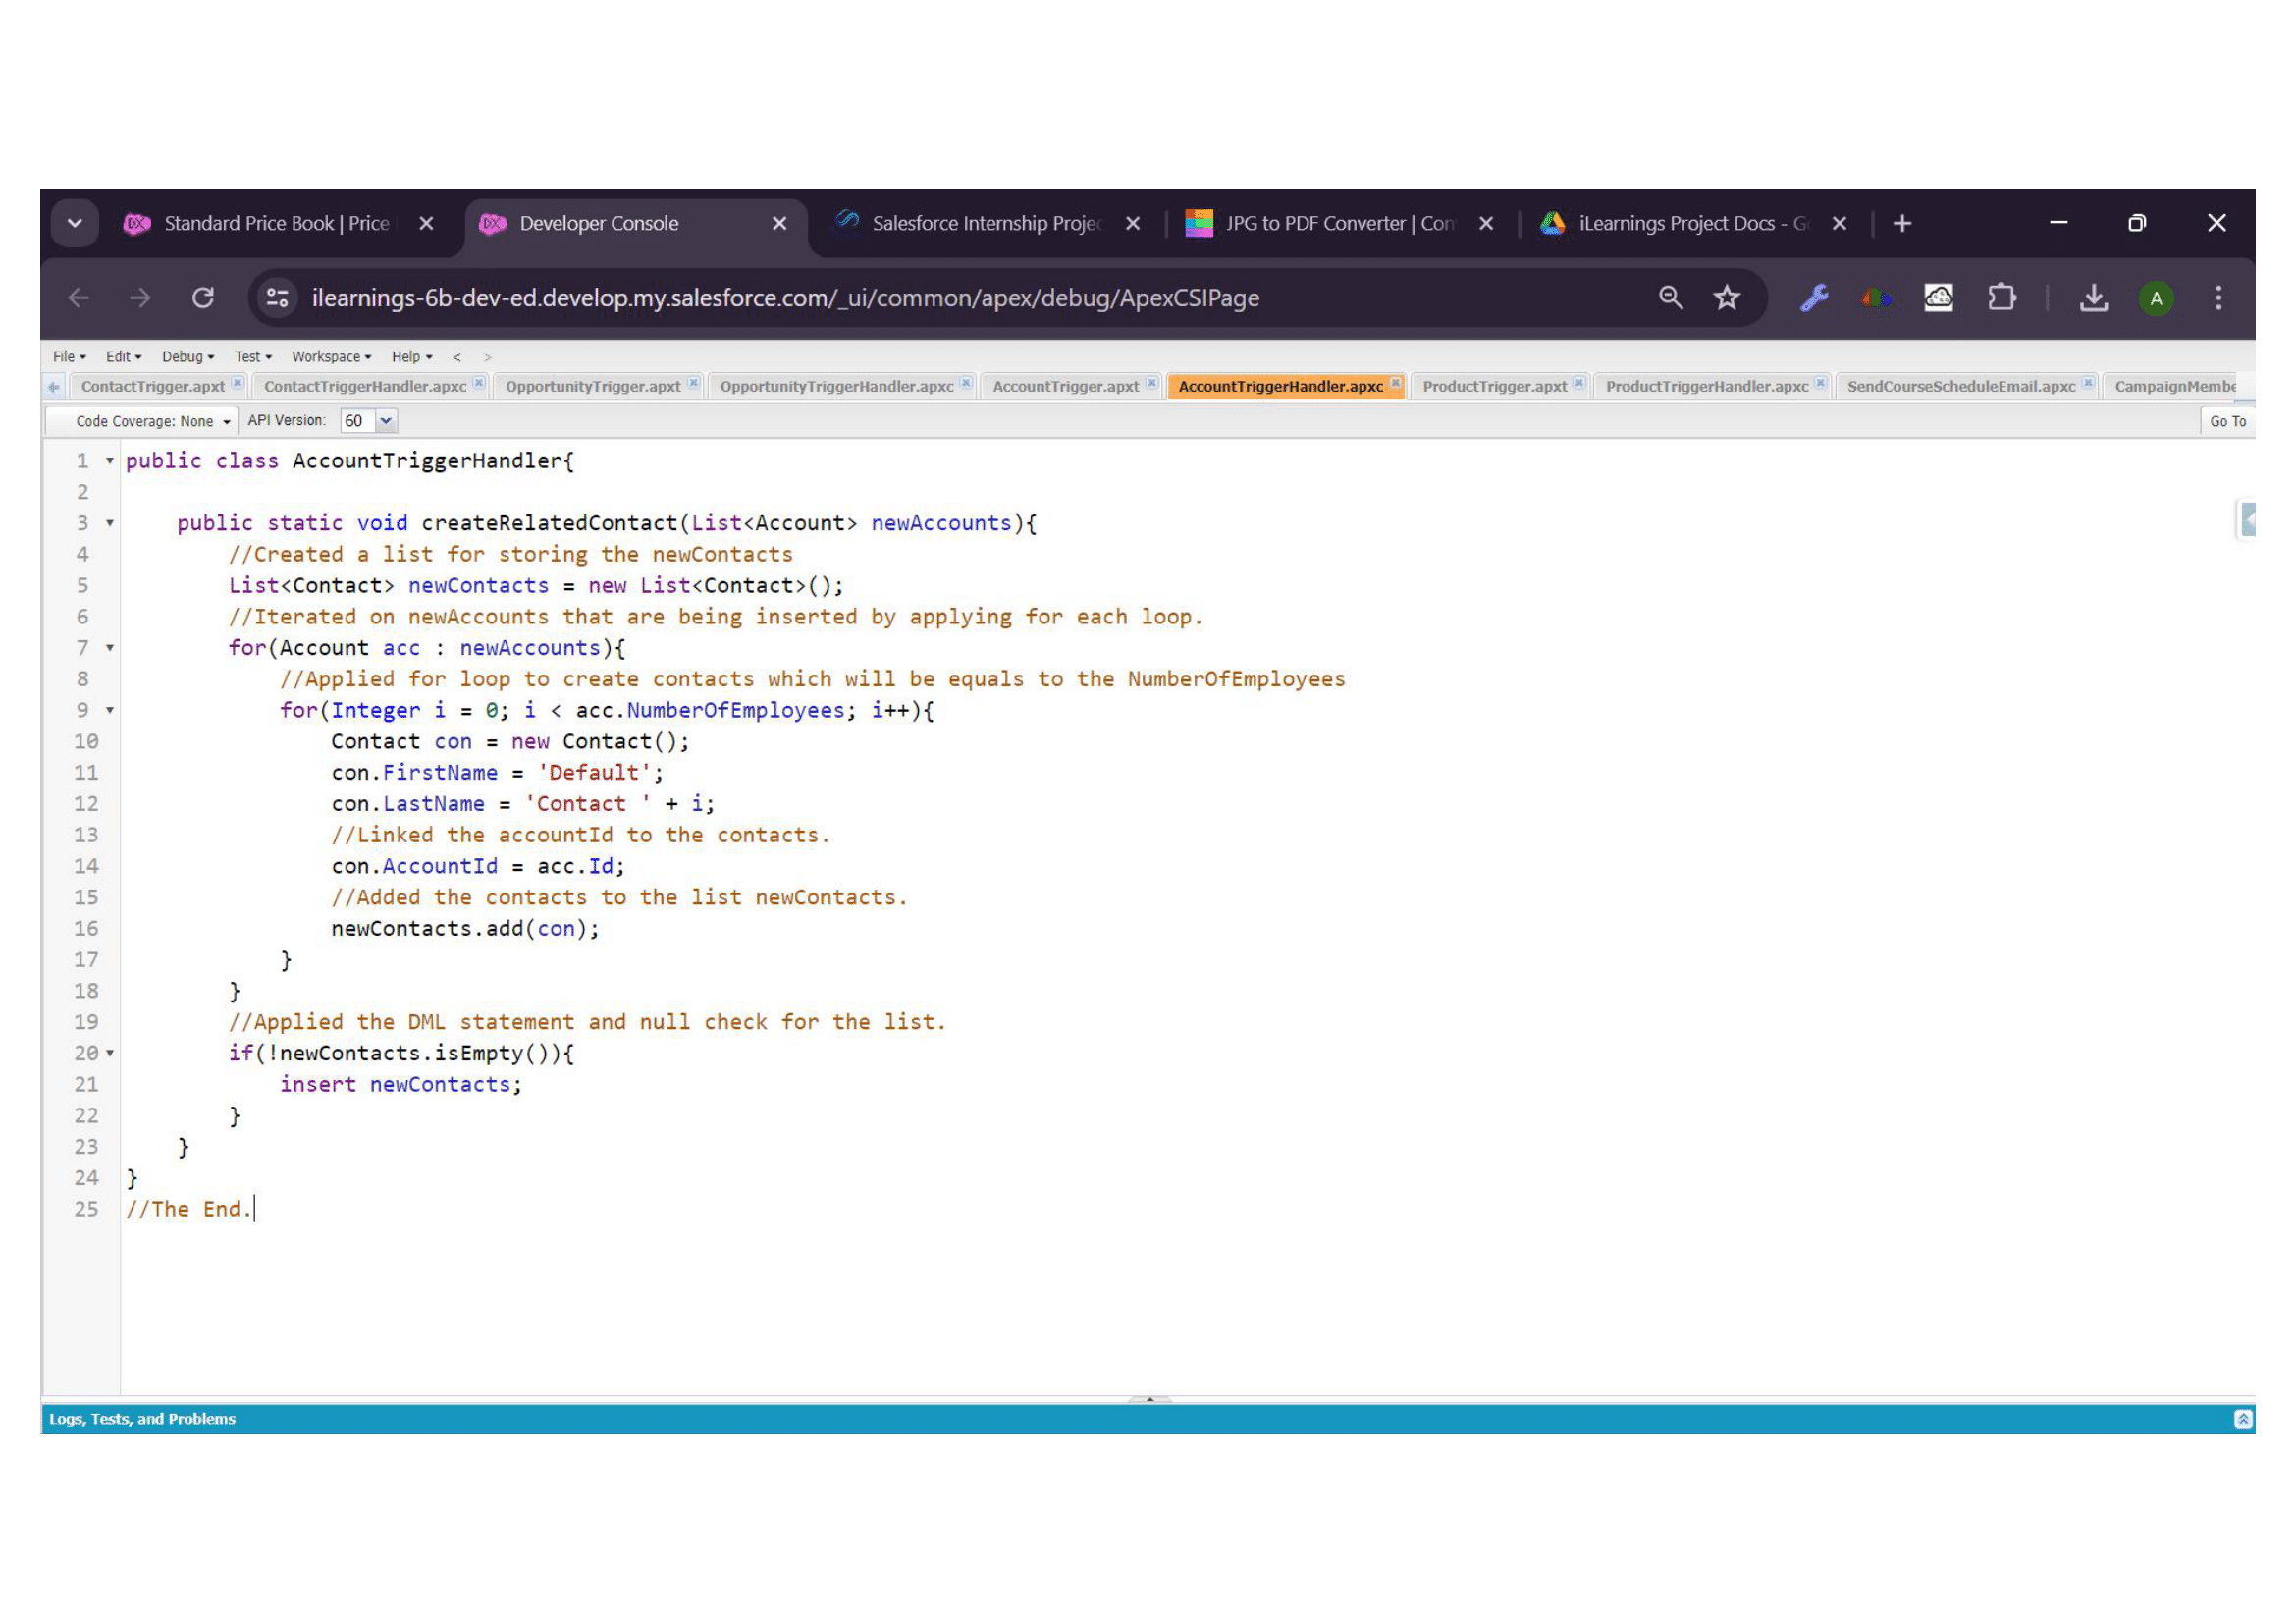 Standard Price Book | Price
Developer Console
Salesforce Internship Projec
JPG to PDF Converter | Con
iLearnings Project Docs - G
ilearnings-6b-dev-ed.develop.my.salesforce.com/_ui/common/apex/debug/ApexCSIPage
A
File Edit Debug Test Workspace Help < >
ContactTrigger.apxt ContactTriggerHandler.apxc OpportunityTrigger.apxt OpportunityTriggerHandler.apxc AccountTrigger.apxt AccountTriggerHandler.apxc ProductTrigger.apxt ProductTriggerHandler.apxc SendCourseScheduleEmail.apxc CampaignMembe
Code Coverage: None API Version: 60 Go To
1 public class AccountTriggerHandler{
2
3 public static void createRelatedContact(List<Account> newAccounts){
4 //Created a list for storing the newContacts
5 List<Contact> newContacts = new List<Contact>();
6 //Iterated on newAccounts that are being inserted by applying for each loop.
7 for(Account acc : newAccounts){
8 //Applied for loop to create contacts which will be equals to the NumberOfEmployees
9 for(Integer i = 0; i < acc.NumberOfEmployees; i++){
10 Contact con = new Contact();
11 con.FirstName = 'Default';
12 con.LastName = 'Contact ' + i;
13 //Linked the accountId to the contacts.
14 con.AccountId = acc.Id;
15 //Added the contacts to the list newContacts.
16 newContacts.add(con);
17 }
18 }
19 //Applied the DML statement and null check for the list.
20 if(!newContacts.isEmpty()){
21 insert newContacts;
22 }
23 }
24 }
25 //The End.
Logs, Tests, and Problems